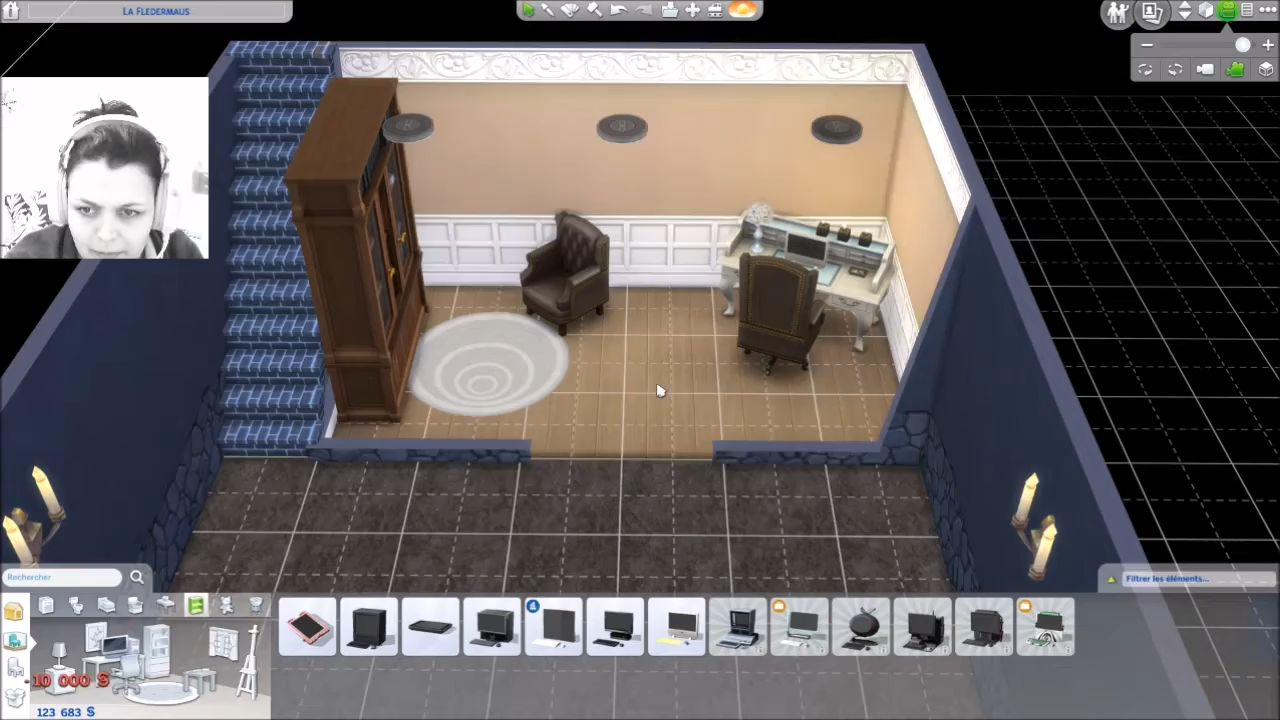 LA FLEDERMAUS
Rechercher
Filtrer les éléments...
-10 000 $
123 683 $